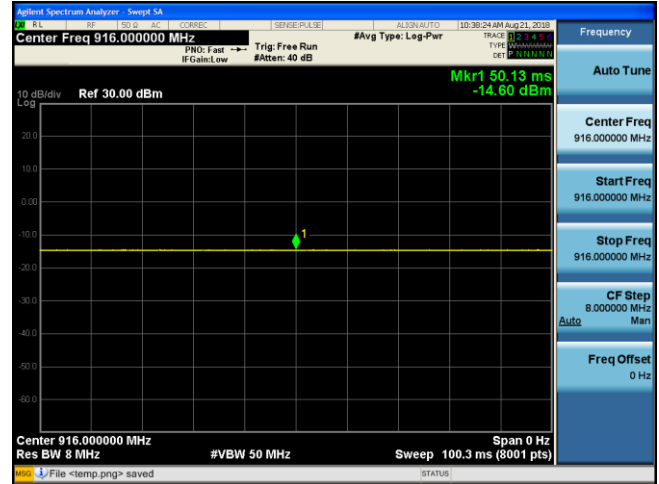 Agilent Spectrum Analyzer - Swept SA
RL RF 50 Ω AC CORREC SENSE:PULSE ALIGN AUTO 10:38:24 AM Aug 21, 2018
Center Freq 916.000000 MHz #Avg Type: Log-Pwr TRACE 1 2 3 4 5 6
PNO: Fast Trig: Free Run TYPE
IFGain:Low #Atten: 40 dB DET P N N N N N
Mkr1 50.13 ms
10 dB/div Ref 30.00 dBm -14.60 dBm
Log
20.0
10.0
0.00
-10.0
1
-20.0
-30.0
-40.0
-50.0
-60.0
Center 916.000000 MHz Span 0 Hz
Res BW 8 MHz #VBW 50 MHz Sweep 100.3 ms (8001 pts)
MSG File <temp.png> saved STATUS
Frequency
Auto Tune
Center Freq
916.000000 MHz
Start Freq
916.000000 MHz
Stop Freq
916.000000 MHz
CF Step
8.000000 MHz
Auto Man
Freq Offset
0 Hz